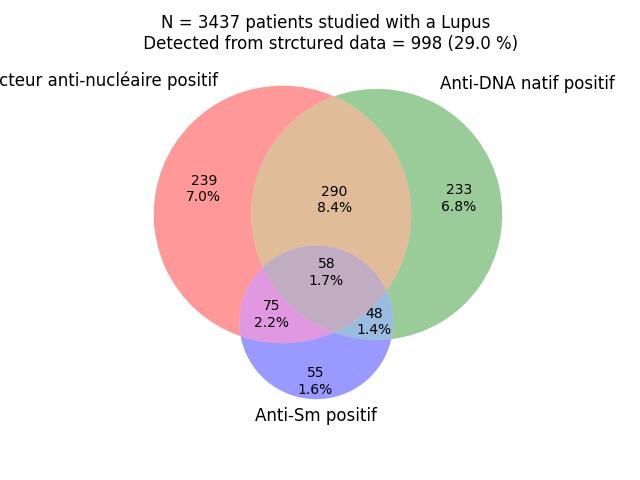 N = 3437 patients studied with a Lupus
Detected from strctured data = 998 (29.0 %)
cteur anti-nucléaire positif
Anti-DNA natif positif
239
7.0%
290
8.4%
233
6.8%
58
1.7%
75
2.2%
48
1.4%
55
1.6%
Anti-Sm positif